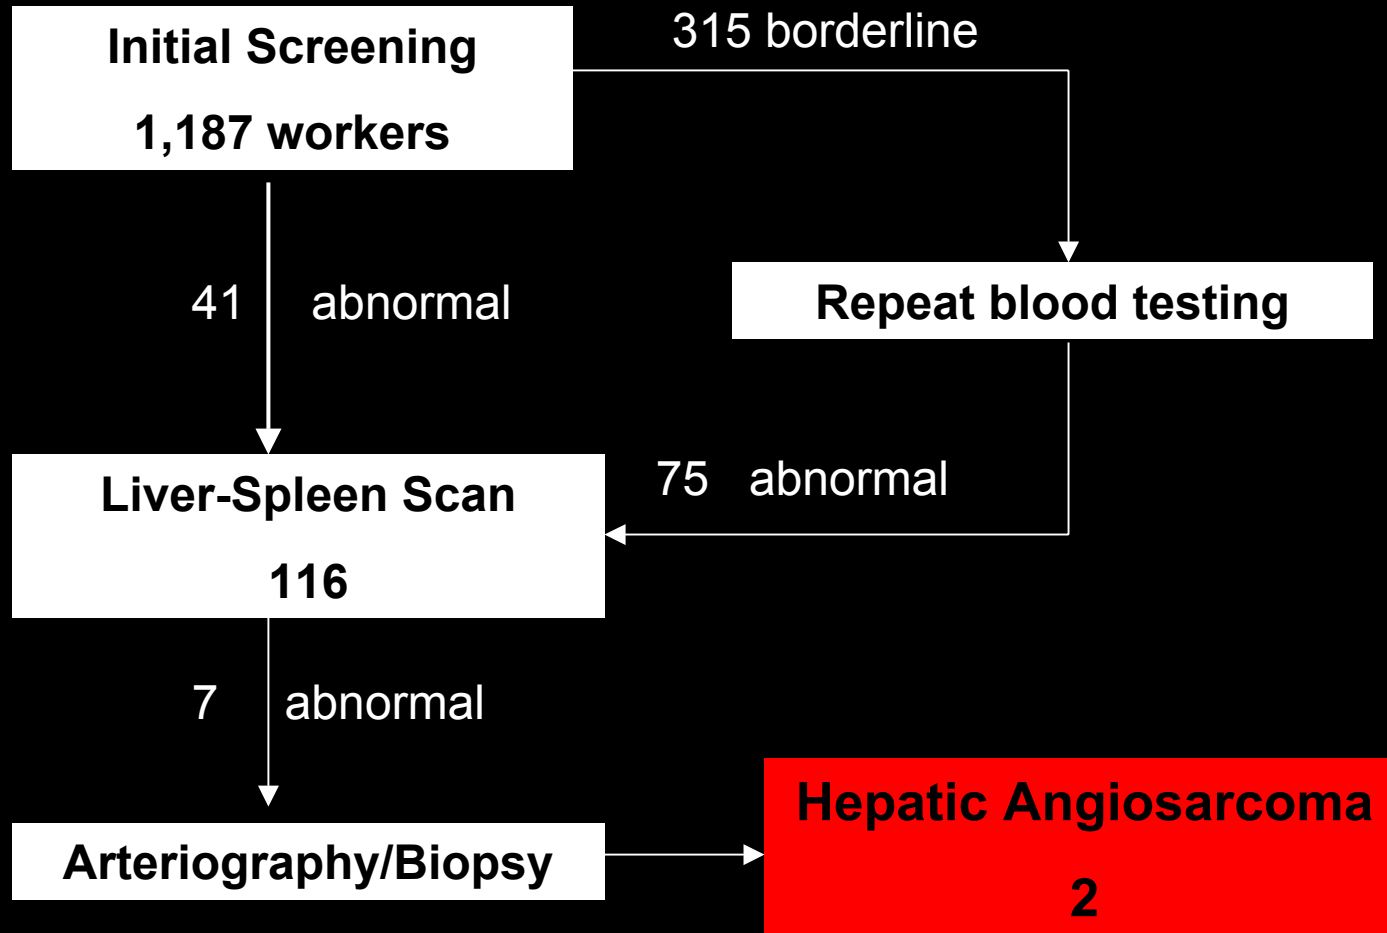 Initial Screening
1,187 workers
315 borderline
41 abnormal
Repeat blood testing
Liver-Spleen Scan
116
75 abnormal
7 abnormal
Arteriography/Biopsy
Hepatic Angiosarcoma
2